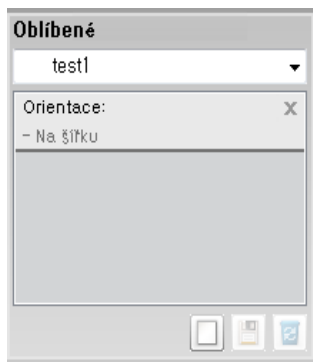 Oblíbené
test1
Orientace:
x
- Na šířku